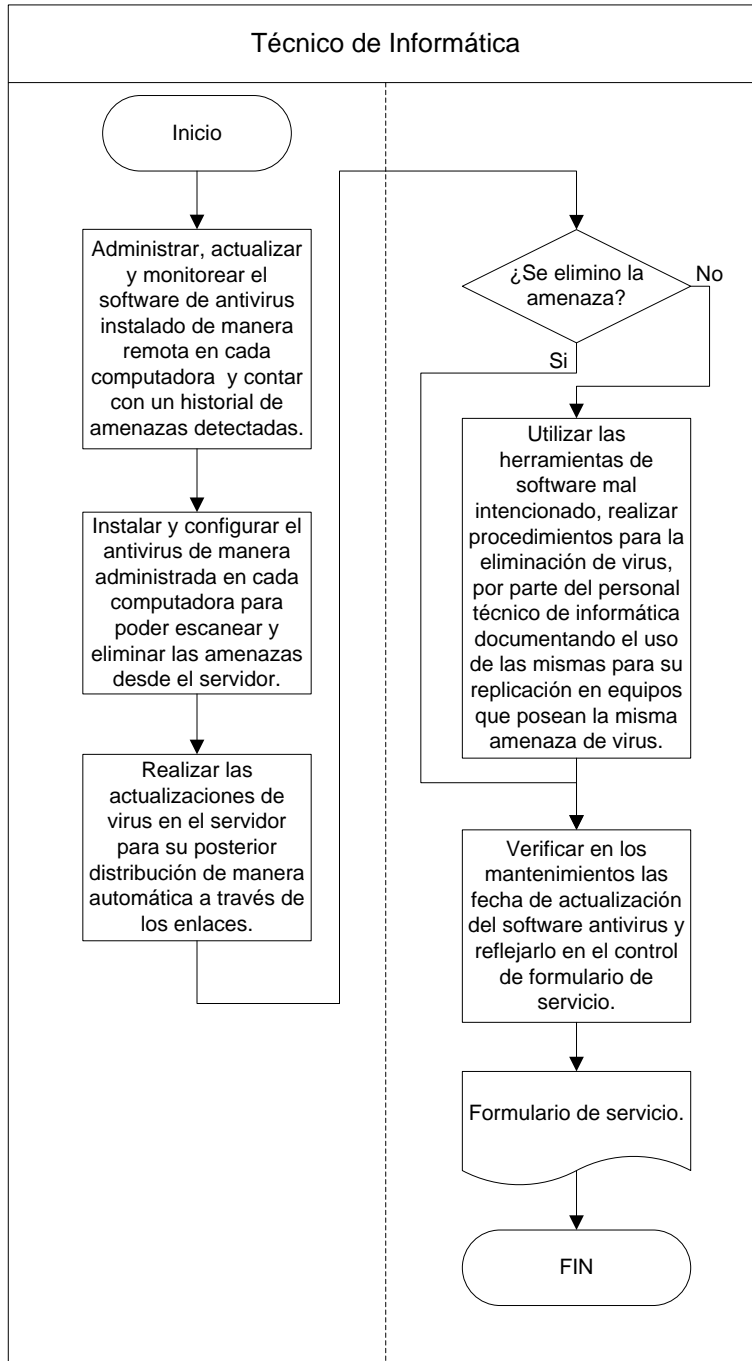 Técnico de Informática
Inicio
Administrar, actualizar
y monitorear el
software de antivirus
instalado de manera
remota en cada
computadora y contar
con un historial de
amenazas detectadas.
Instalar y configurar el
antivirus de manera
administrada en cada
computadora para
poder escanear y
eliminar las amenazas
desde el servidor.
Realizar las
actualizaciones de
virus en el servidor
para su posterior
distribución de manera
automática a través de
los enlaces.
¿Se elimino la
amenaza?
No
Si
Utilizar las
herramientas de
software mal
intencionado, realizar
procedimientos para la
eliminación de virus,
por parte del personal
técnico de informática
documentando el uso
de las mismas para su
replicación en equipos
que posean la misma
amenaza de virus.
Verificar en los
mantenimientos las
fecha de actualización
del software antivirus y
reflejarlo en el control
de formulario de
servicio.
Formulario de servicio.
FIN